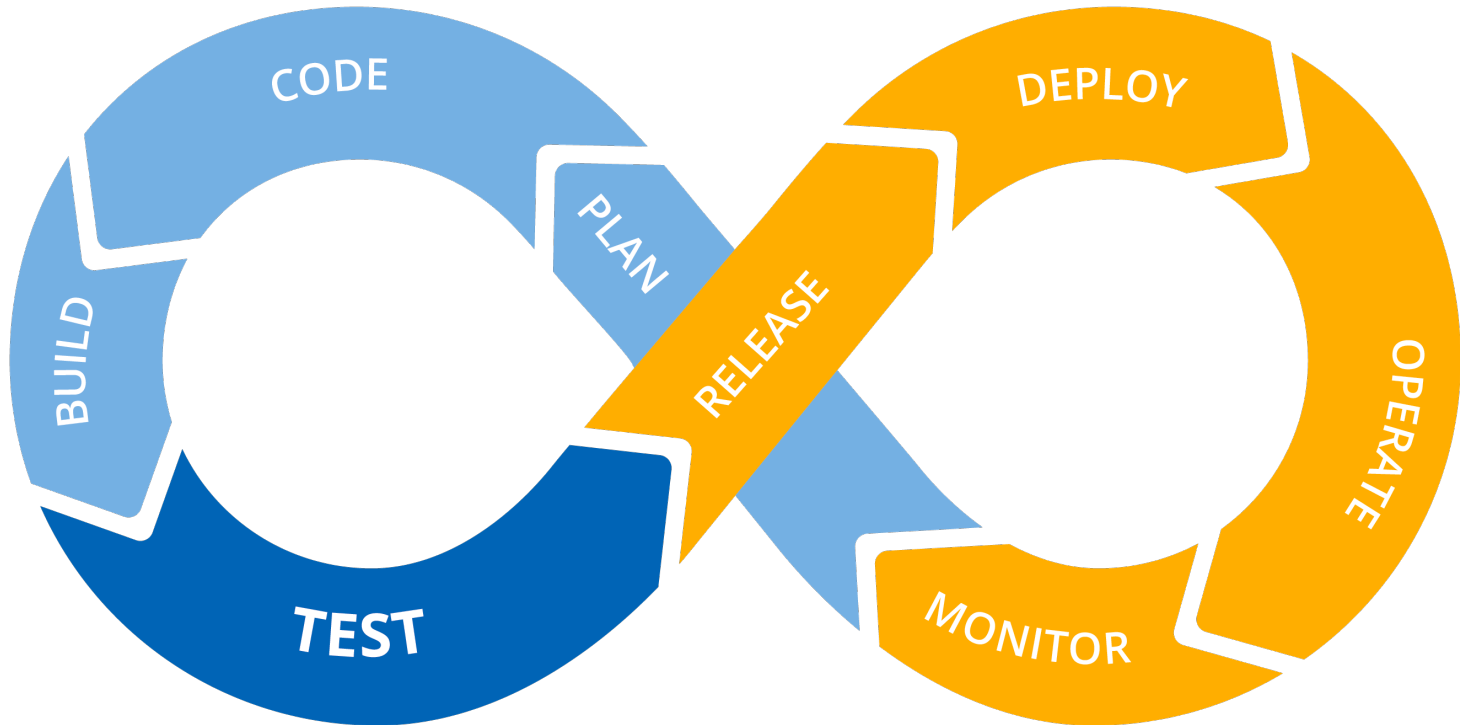 PLAN
CODE
BUILD
TEST
RELEASE
DEPLOY
OPERATE
MONITOR